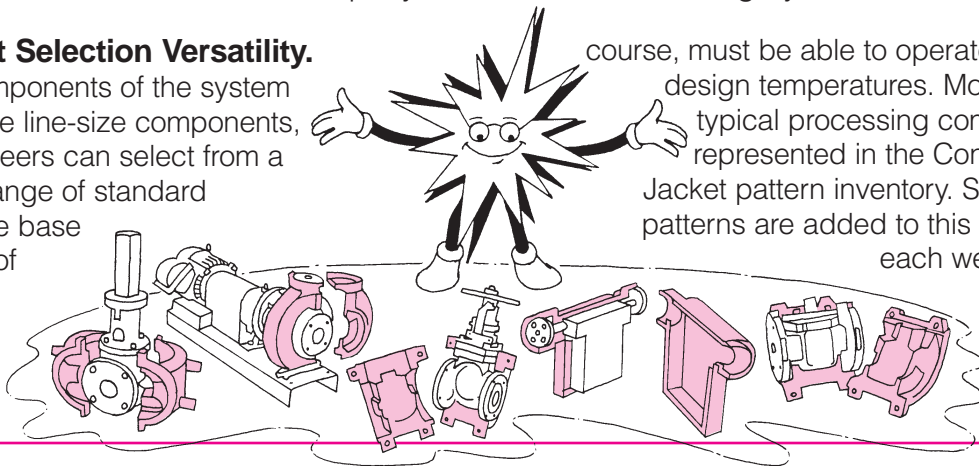 t Selection Versatility.
mponents of the system
e line-size components,
eers can select from a
ange of standard
e base
of
course, must be able to operate
design temperatures. Mo
typical processing con
represented in the Con
Jacket pattern inventory. S
patterns are added to this
each we